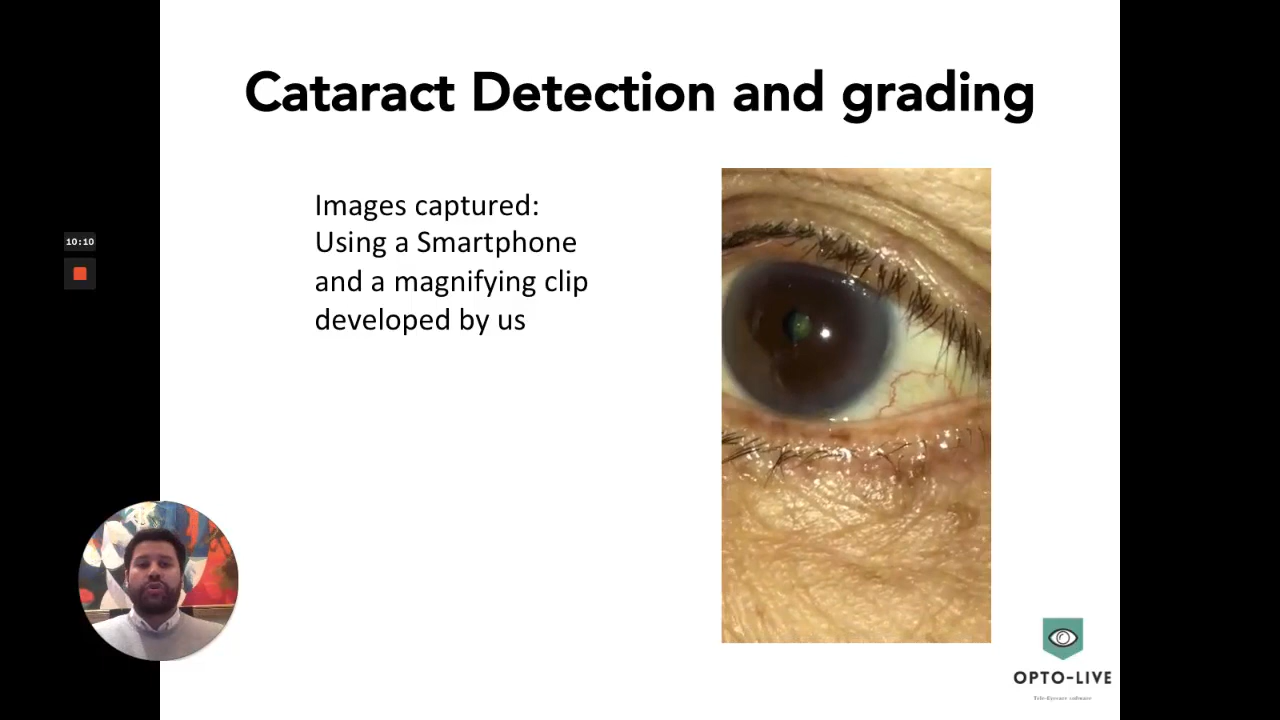 Cataract Detection and grading
Images captured:
Using a Smartphone
and a magnifying clip
developed by us
10:10
OPTO-LIVE